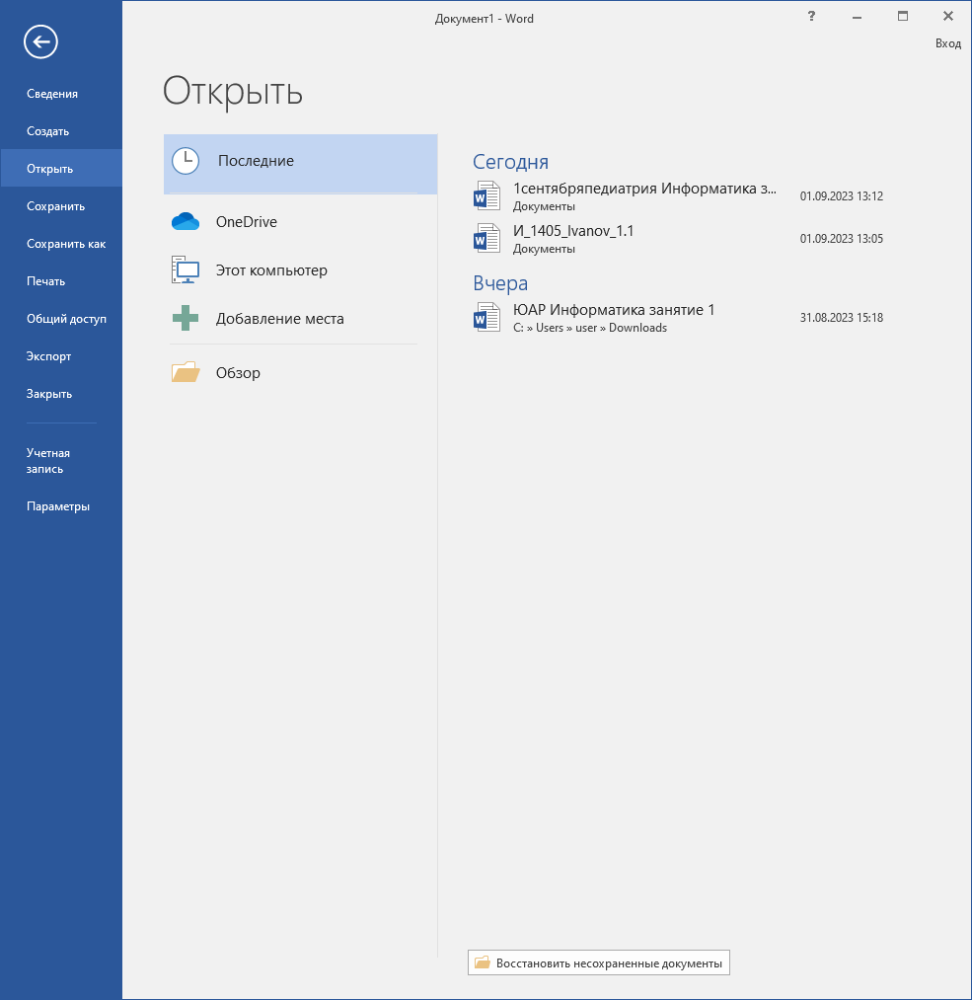 Документ1 - Word
?
Вход
Сведения
Создать
Открыть
Сохранить
Сохранить как
Печать
Общий доступ
Экспорт
Закрыть
Учетная
запись
Параметры
Открыть
Последние
OneDrive
Этот компьютер
Добавление места
Обзор
Сегодня
1сентябряпедиатрия Информатика з... 01.09.2023 13:12
Документы
И_1405_Ivanov_1.1 01.09.2023 13:05
Документы
Вчера
ЮАР Информатика занятие 1 31.08.2023 15:18
C: » Users » user » Downloads
Восстановить несохраненные документы